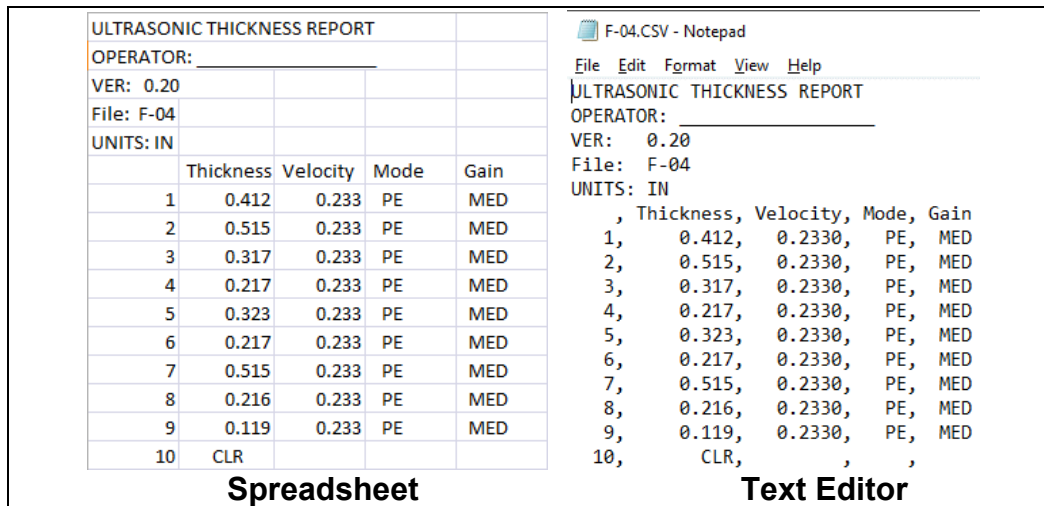 ULTRASONIC THICKNESS REPORT
OPERATOR: ____________________
VER: 0.20
File: F-04
UNITS: IN
Thickness Velocity Mode Gain
1 0.412 0.233 PE MED
2 0.515 0.233 PE MED
3 0.317 0.233 PE MED
4 0.217 0.233 PE MED
5 0.323 0.233 PE MED
6 0.217 0.233 PE MED
7 0.515 0.233 PE MED
8 0.216 0.233 PE MED
9 0.119 0.233 PE MED
10 CLR
Spreadsheet
F-04.CSV - Notepad
File Edit Format View Help
ULTRASONIC THICKNESS REPORT
OPERATOR: ____________________
VER: 0.20
File: F-04
UNITS: IN
, Thickness, Velocity, Mode, Gain
1, 0.412, 0.2330, PE, MED
2, 0.515, 0.2330, PE, MED
3, 0.317, 0.2330, PE, MED
4, 0.217, 0.2330, PE, MED
5, 0.323, 0.2330, PE, MED
6, 0.217, 0.2330, PE, MED
7, 0.515, 0.2330, PE, MED
8, 0.216, 0.2330, PE, MED
9, 0.119, 0.2330, PE, MED
10, CLR, , ,
Text Editor